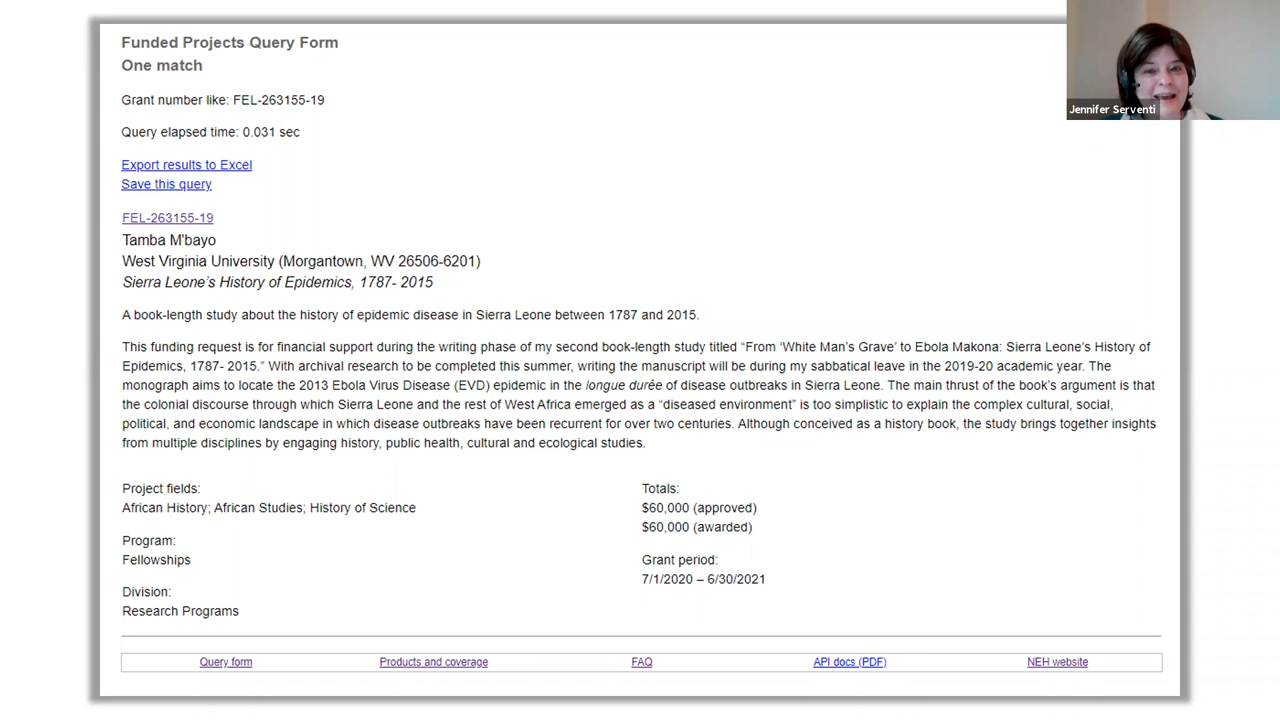 Funded Projects Query Form
One match
Grant number like: FEL-263155-19
Query elapsed time: 0.031 sec
Export results to Excel
Save this query
FEL-263155-19
Tamba M'bayo
West Virginia University (Morgantown, WV 26506-6201)
Sierra Leone's History of Epidemics, 1787- 2015
A book-length study about the history of epidemic disease in Sierra Leone between 1787 and 2015.
This funding request is for financial support during the writing phase of my second book-length study titled “From ‘White Man’s Grave’ to Ebola Makona: Sierra Leone’s History of
Epidemics, 1787- 2015.” With archival research to be completed this summer, writing the manuscript will be during my sabbatical leave in the 2019-20 academic year. The
monograph aims to locate the 2013 Ebola Virus Disease (EVD) epidemic in the longue durée of disease outbreaks in Sierra Leone. The main thrust of the book’s argument is that
the colonial discourse through which Sierra Leone and the rest of West Africa emerged as a “diseased environment” is too simplistic to explain the complex cultural, social,
political, and economic landscape in which disease outbreaks have been recurrent for over two centuries. Although conceived as a history book, the study brings together insights
from multiple disciplines by engaging history, public health, cultural and ecological studies.
Project fields:
African History; African Studies; History of Science
Program:
Fellowships
Division:
Research Programs
Totals:
$60,000 (approved)
$60,000 (awarded)
Grant period:
7/1/2020 – 6/30/2021
Query form
Products and coverage
FAQ
API docs (PDF)
NEH website
Jennifer Serventi